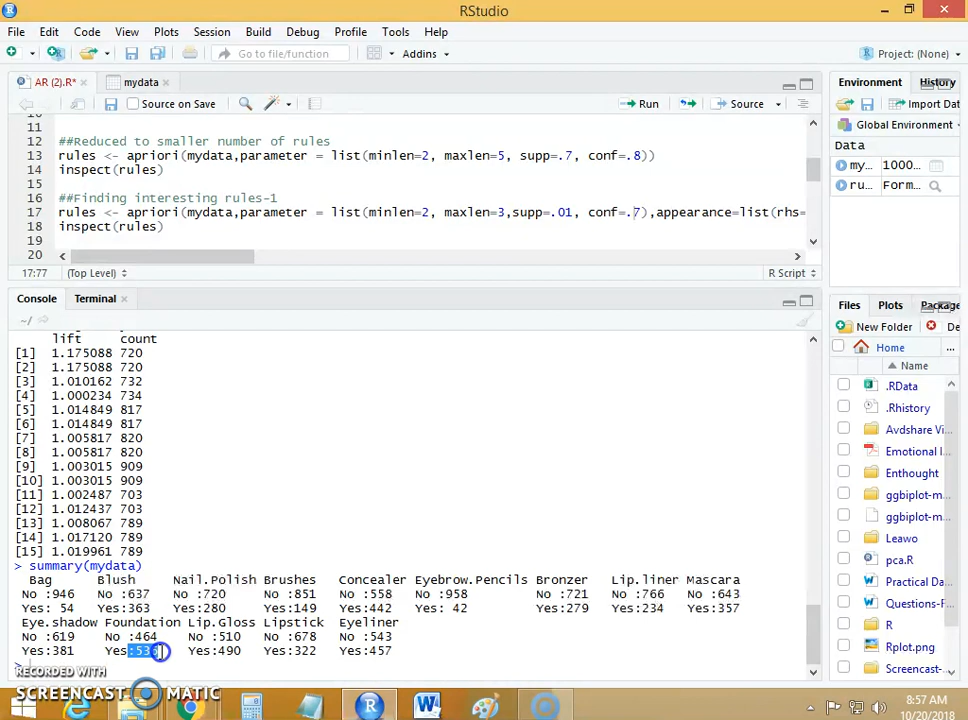 RStudio
File Edit Code View Plots Session Build Debug Profile Tools Help
Go to file/function Addins Project: (None)
AR (2).R* mydata
Source on Save Run Source
11
12 ##Reduced to smaller number of rules
13 rules <- apriori(mydata,parameter = list(minlen=2, maxlen=5, supp=.7, conf=.8))
14 inspect(rules)
15
16 ##Finding interesting rules-1
17 rules <- apriori(mydata,parameter = list(minlen=2, maxlen=3,supp=.01, conf=.7),appearance=list(rhs=
18 inspect(rules)
19
20
17:77 (Top Level) R Script
Console Terminal
~/
lift count
[1] 1.175088 720
[2] 1.175088 720
[3] 1.010162 732
[4] 1.000234 734
[5] 1.014849 817
[6] 1.014849 817
[7] 1.005817 820
[8] 1.005817 820
[9] 1.003015 909
[10] 1.003015 909
[11] 1.002487 703
[12] 1.012437 703
[13] 1.008067 789
[14] 1.017120 789
[15] 1.019961 789
> summary(mydata)
Bag Blush Nail.Polish Brushes Concealer Eyebrow.Pencils Bronzer Lip.liner Mascara
No :946 No :637 No :720 No :851 No :558 No :958 No :721 No :766 No :643
Yes: 54 Yes:363 Yes:280 Yes:149 Yes:442 Yes: 42 Yes:279 Yes:234 Yes:357
Eye.shadow Foundation Lip.Gloss Lipstick Eyeliner
No :619 No :464 No :510 No :678 No :543
Yes:381 Yes:536 Yes:490 Yes:322 Yes:457
>
Environment History
Import Da
Global Environment
Data
my... 1000...
ru... Form...
Files Plots Package
New Folder De
Home ...
Name
.RData
.Rhistory
Avdshare Vi...
Emotional I...
Enthought
ggbiplot-m...
ggbiplot-m...
Leawo
pca.R
Practical Da...
Questions-F...
R
Rplot.png
Screencast-...
RECORDED WITH
SCREENCAST MATIC
8:57 AM
10/20/2018